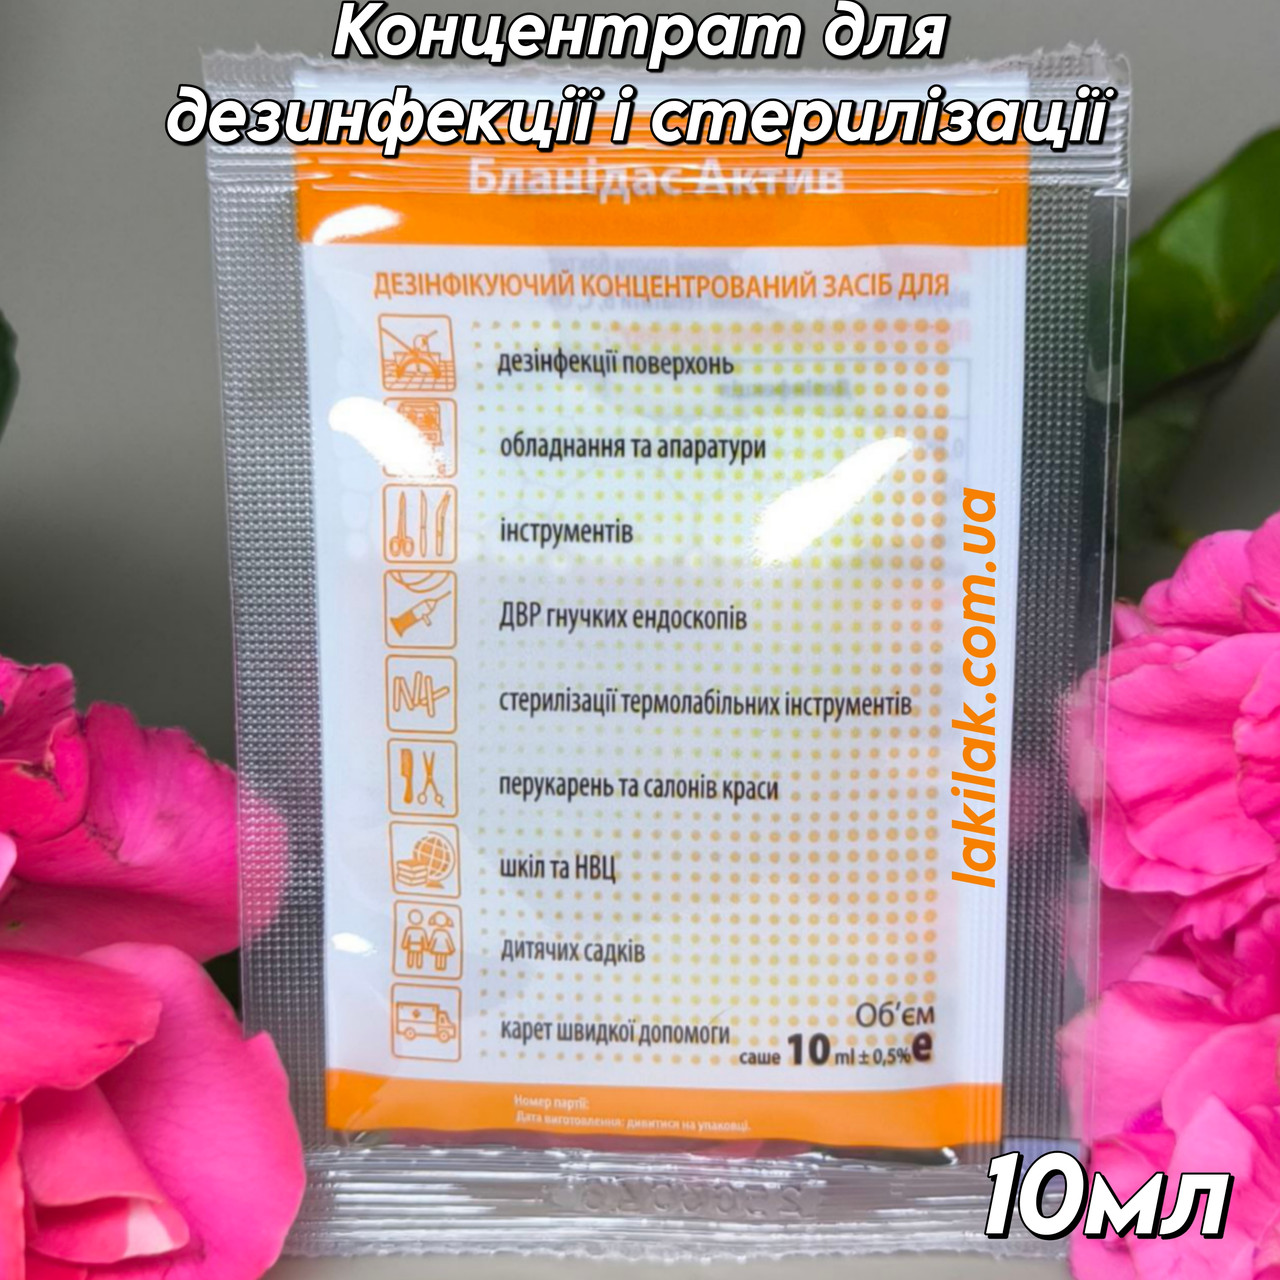 Концентрат для
дезинфекції і стерилізації
Бланідас Актив
ДЕЗІНФІКУЮЧИЙ КОНЦЕНТРОВАНИЙ ЗАСІБ ДЛЯ
дезінфекції поверхонь
обладнання та апаратури
інструментів
ДВР гнучких ендоскопів
стерилізації термолабільних інструментів
перукарень та салонів краси
шкіл та НВЦ
дитячих садків
карет швидкої допомоги
Об'єм
саше 10 ml ± 0,5% e
Номер партії:
Дата виготовлення: дивитися на упаковці.
lakilak.com.ua
10мл